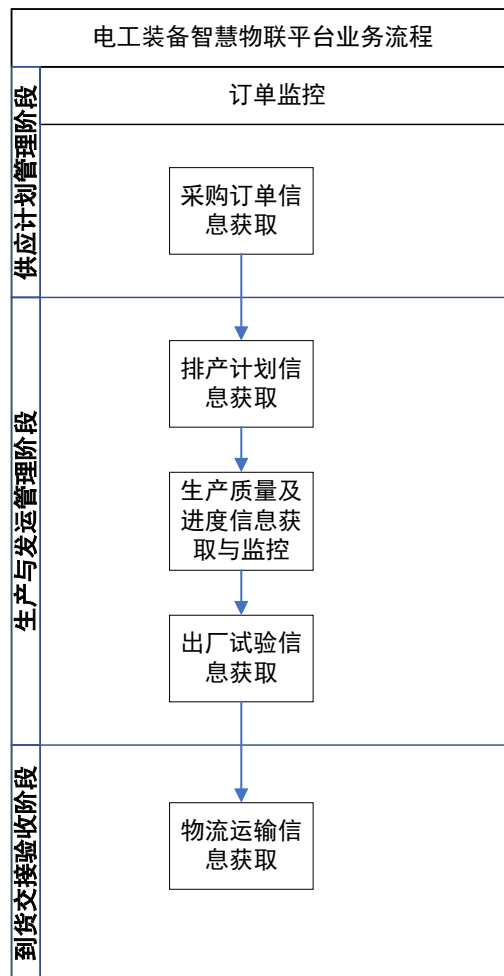 电工装备智慧物联平台业务流程
供应计划管理阶段
订单监控
采购订单信
息获取
生产与发运管理阶段
排产计划信
息获取
生产质量及
进度信息获
取与监控
出厂试验信
息获取
到货交接验收阶段
物流运输信
息获取